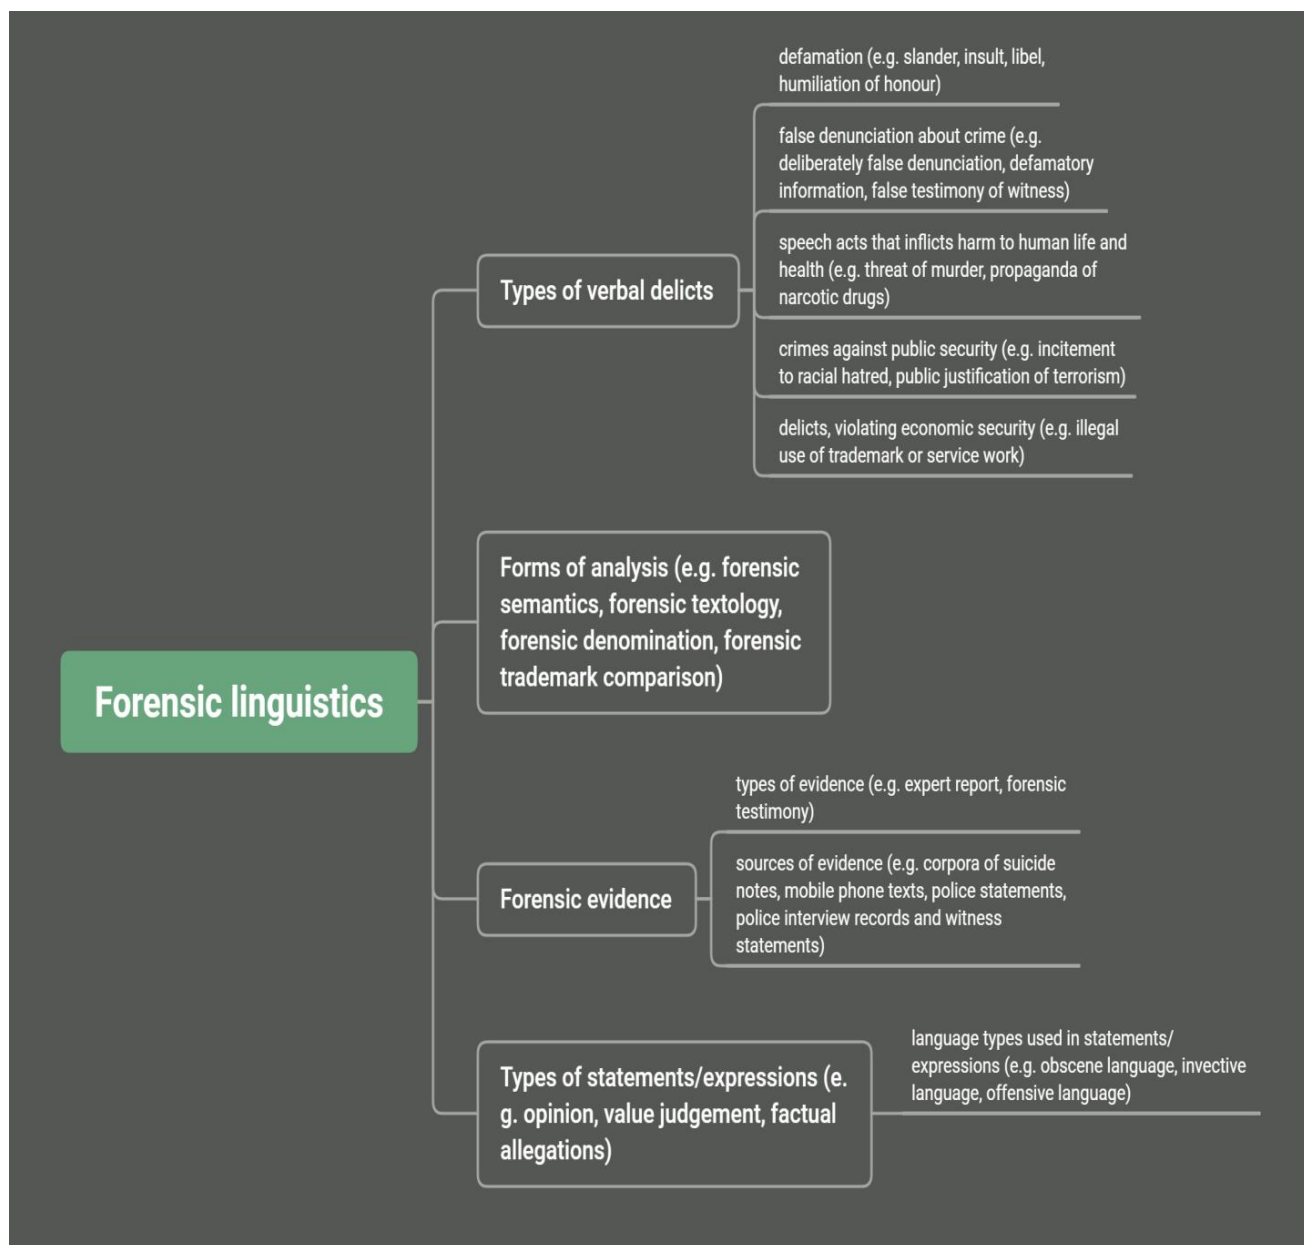 Forensic linguistics
Types of verbal delicts
defamation (e.g. slander, insult, libel,
humiliation of honour)
false denunciation about crime (e.g.
deliberately false denunciation, defamatory
information, false testimony of witness)
speech acts that inflicts harm to human life and
health (e.g. threat of murder, propaganda of
narcotic drugs)
crimes against public security (e.g. incitement
to racial hatred, public justification of terrorism)
delicts, violating economic security (e.g. illegal
use of trademark or service work)
Forms of analysis (e.g. forensic
semantics, forensic textology,
forensic denomination, forensic
trademark comparison)
Forensic evidence
types of evidence (e.g. expert report, forensic
testimony)
sources of evidence (e.g. corpora of suicide
notes, mobile phone texts, police statements,
police interview records and witness
statements)
Types of statements/expressions (e.
g. opinion, value judgement, factual
allegations)
language types used in statements/
expressions (e.g. obscene language, invective
language, offensive language)